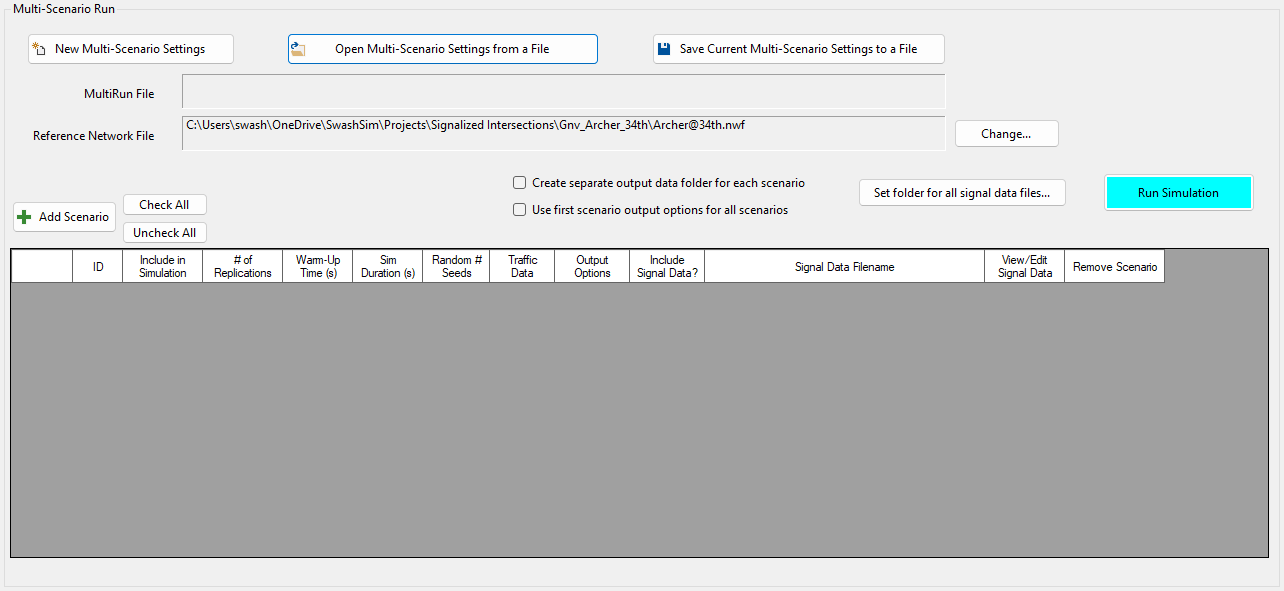 Multi-Scenario Run
New Multi-Scenario Settings
Open Multi-Scenario Settings from a File
Save Current Multi-Scenario Settings to a File
MultiRun File
Reference Network File
C:\Users\swash\OneDrive\SwashSim\Projects\Signalized Intersections\Gnv_Archer_34th\Archer@34th.nwf
Change...
Create separate output data folder for each scenario
Use first scenario output options for all scenarios
Set folder for all signal data files...
Run Simulation
Add Scenario
Check All
Uncheck All
ID
Include in
Simulation
# of
Replications
Warm-Up
Time (s)
Sim
Duration (s)
Random #
Seeds
Traffic
Data
Output
Options
Include
Signal Data?
Signal Data Filename
View/Edit
Signal Data
Remove Scenario